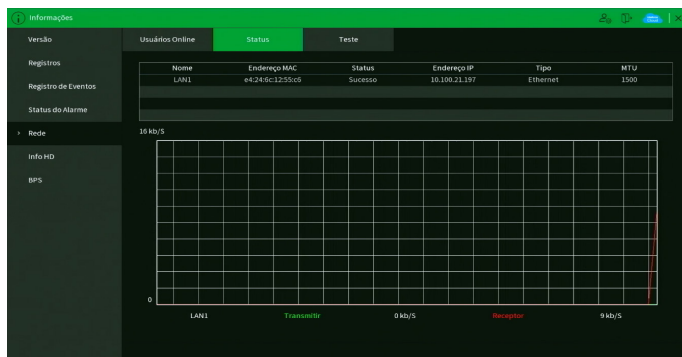 Informações
Versão
Registros
Registro de Eventos
Status do Alarme
> Rede
Info HD
BPS
Usuários Online Status Teste
Nome Endereço MAC Status Endereço IP Tipo MTU
LAN1 e4:24:6c:12:55:c6 Sucesso 10.100.21.197 Ethernet 1500
16 kb/S
0
LAN1 Transmitir 0 kb/S Receptor 9 kb/S